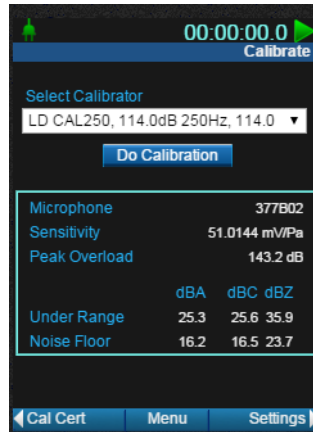 00:00:00.0
Calibrate
Select Calibrator
LD CAL250, 114.0dB 250Hz, 114.0 ▼
Do Calibration
Microphone 377B02
Sensitivity 51.0144 mV/Pa
Peak Overload 143.2 dB
dBA dBC dBZ
Under Range 25.3 25.6 35.9
Noise Floor 16.2 16.5 23.7
Cal Cert Menu Settings